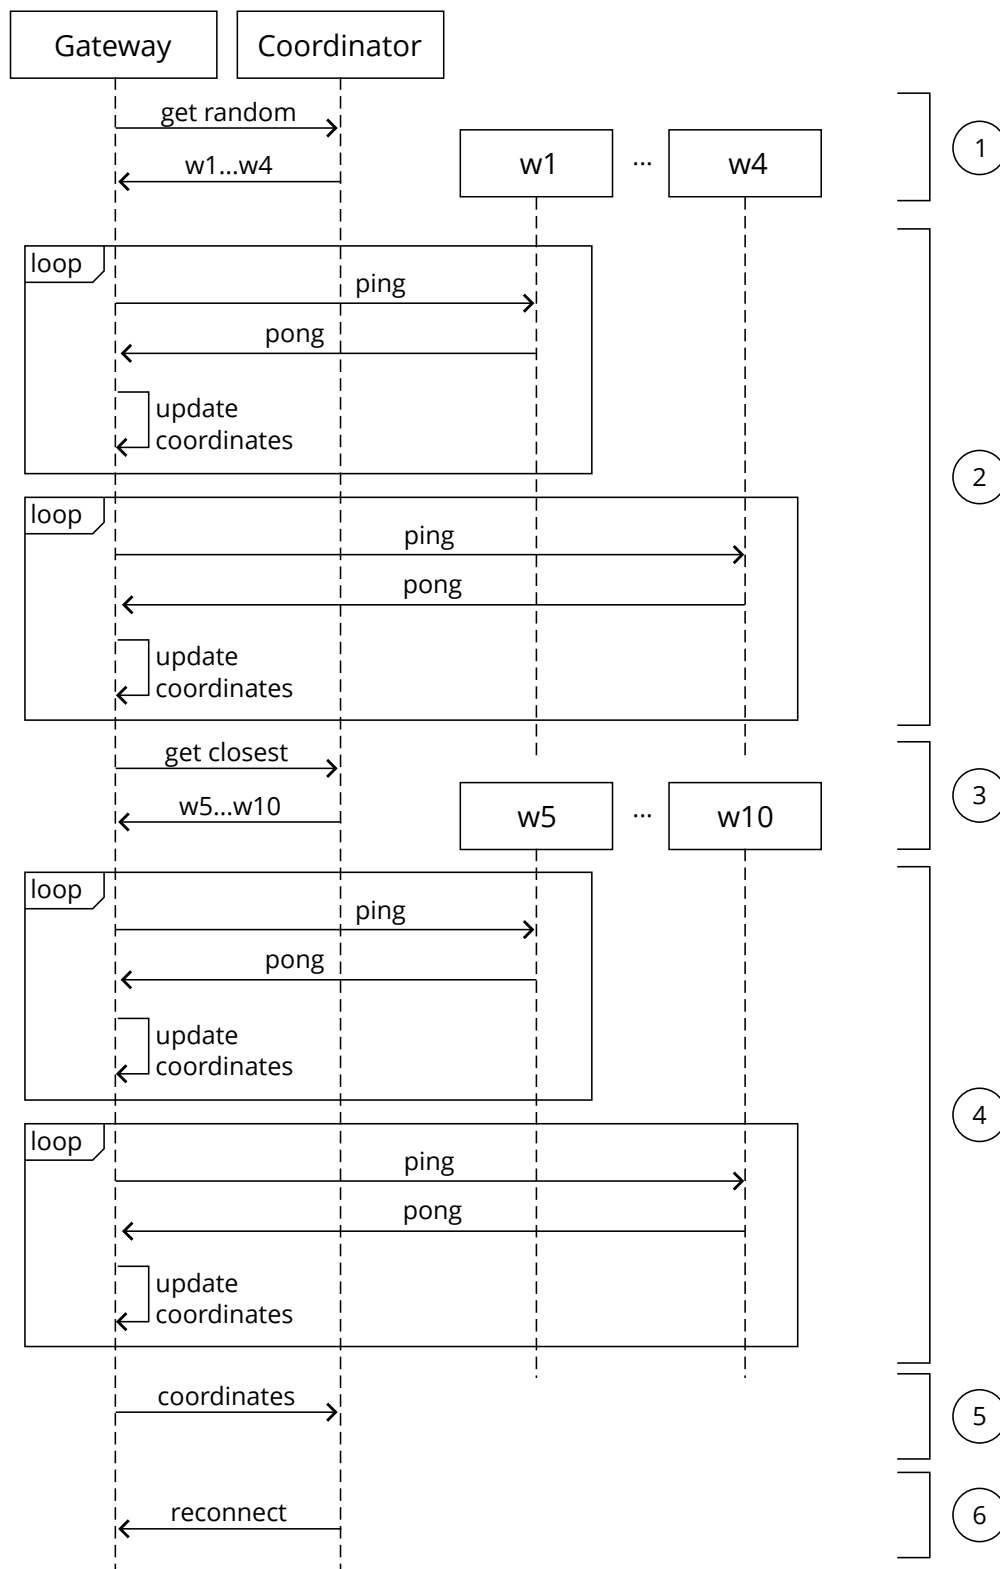 Gateway
Coordinator
get random
1
w1...w4
w1
...
w4
loop
ping
pong
update
coordinates
2
loop
ping
pong
update
coordinates
get closest
3
w5...w10
w5
...
w10
loop
ping
pong
update
coordinates
4
loop
ping
pong
update
coordinates
coordinates
5
reconnect
6